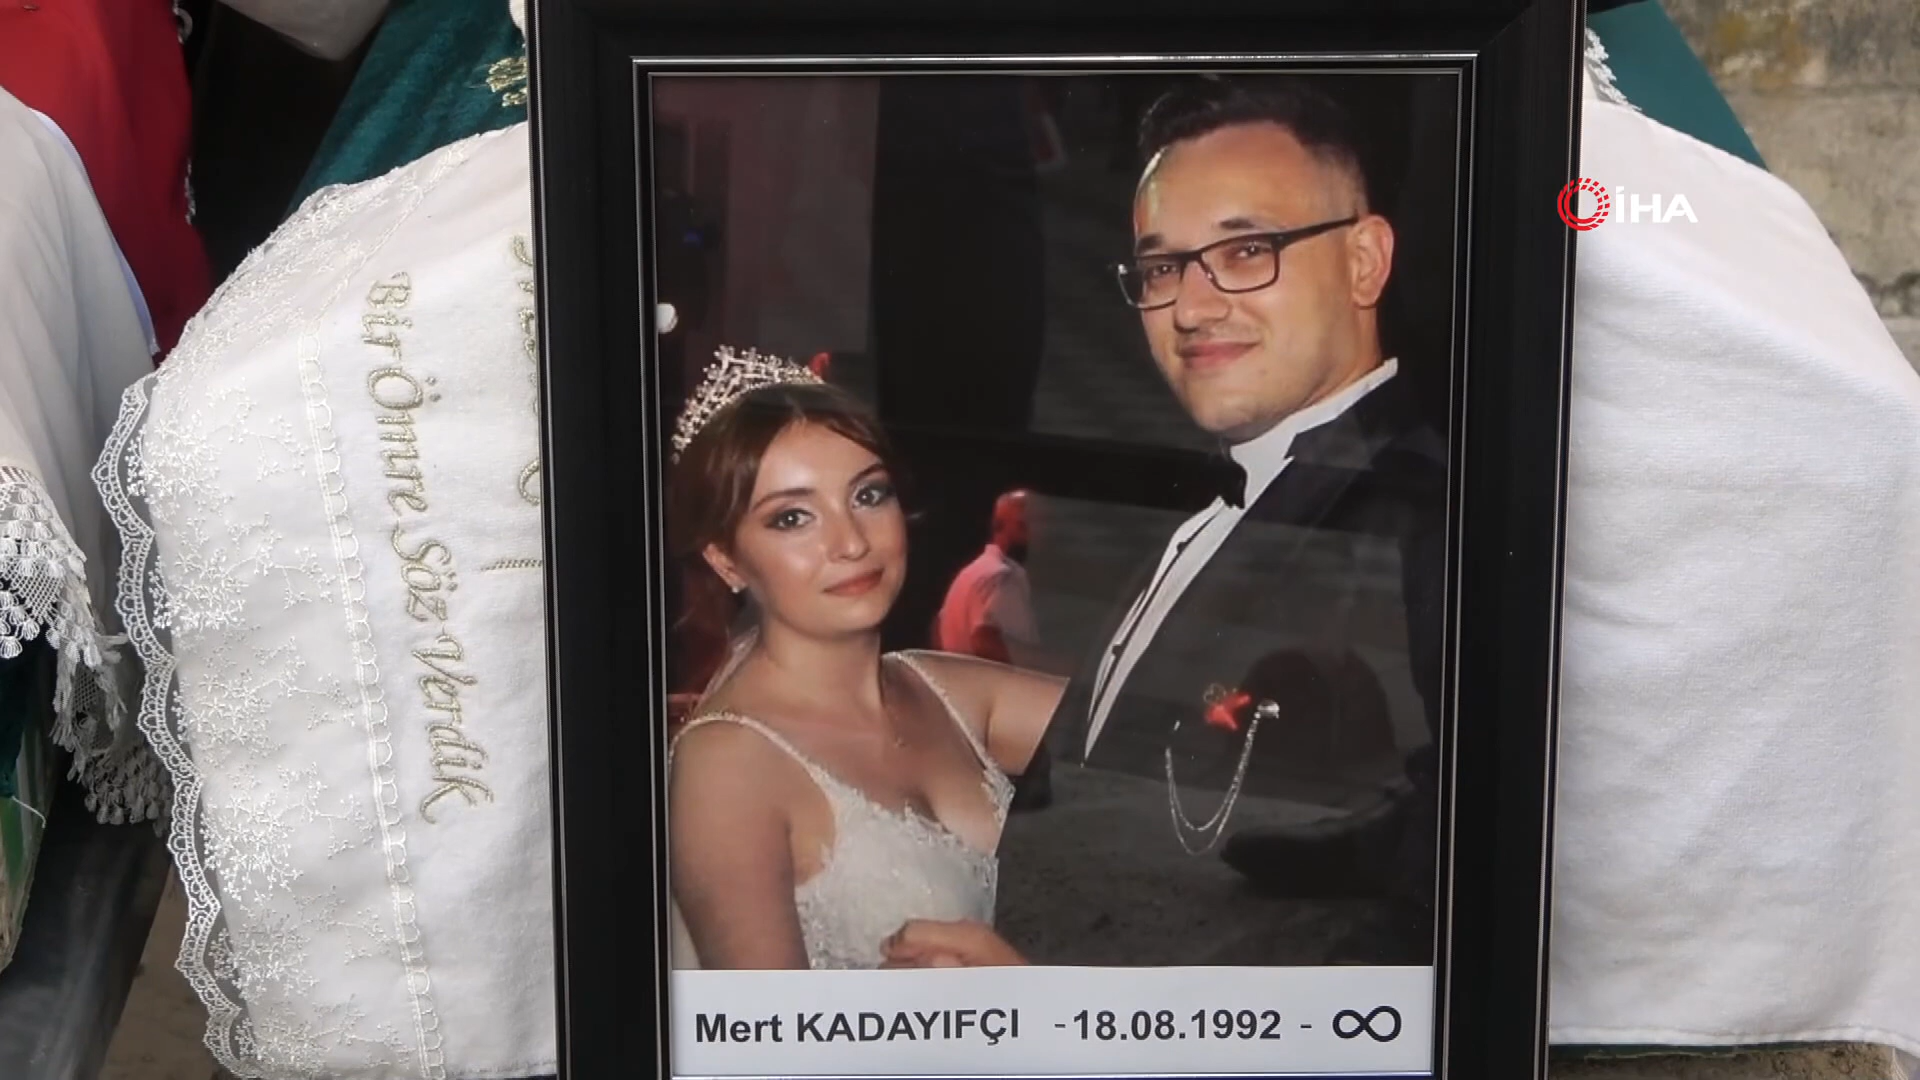 İHA
Bir Ömre Söz Verdik
Mert KADAYIFÇI -18.08.1992 - ∞